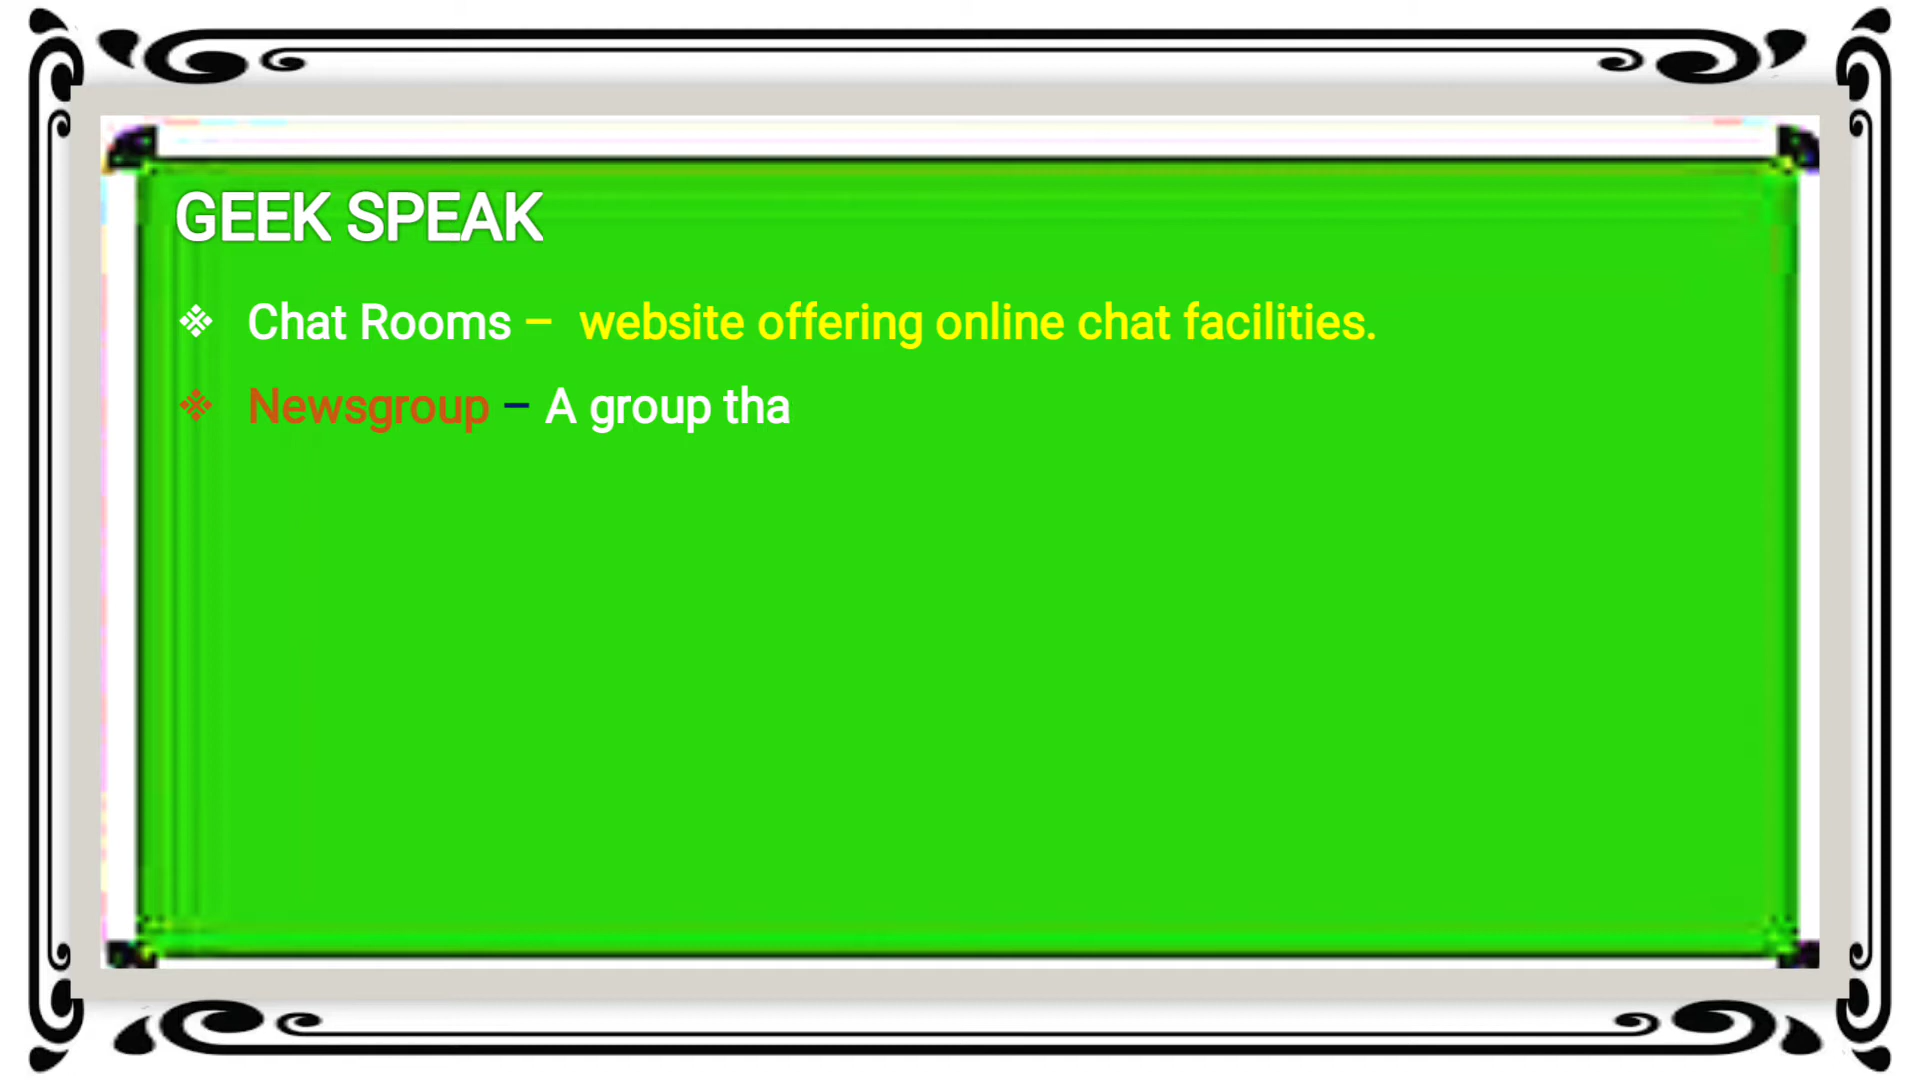 GEEK SPEAK
❖ Chat Rooms – website offering online chat facilities.
❖ Newsgroup – A group tha